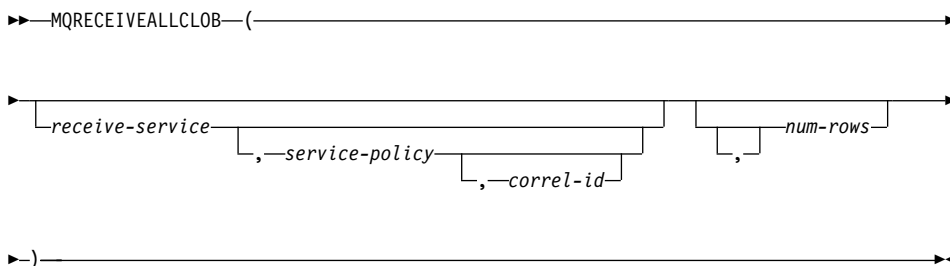 MQRECEIVEALLCLOB (
receive-service , service-policy , correl-id , num-rows
)